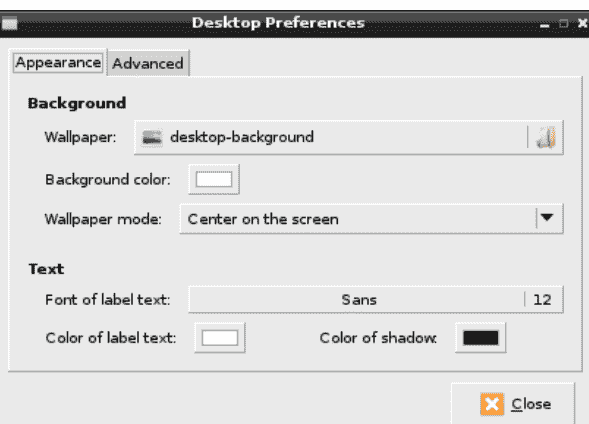 Desktop Preferences
Appearance Advanced
Background
Wallpaper: desktop-background
Background color:
Wallpaper mode: Center on the screen
Text
Font of label text: Sans 12
Color of label text: Color of shadow:
Close